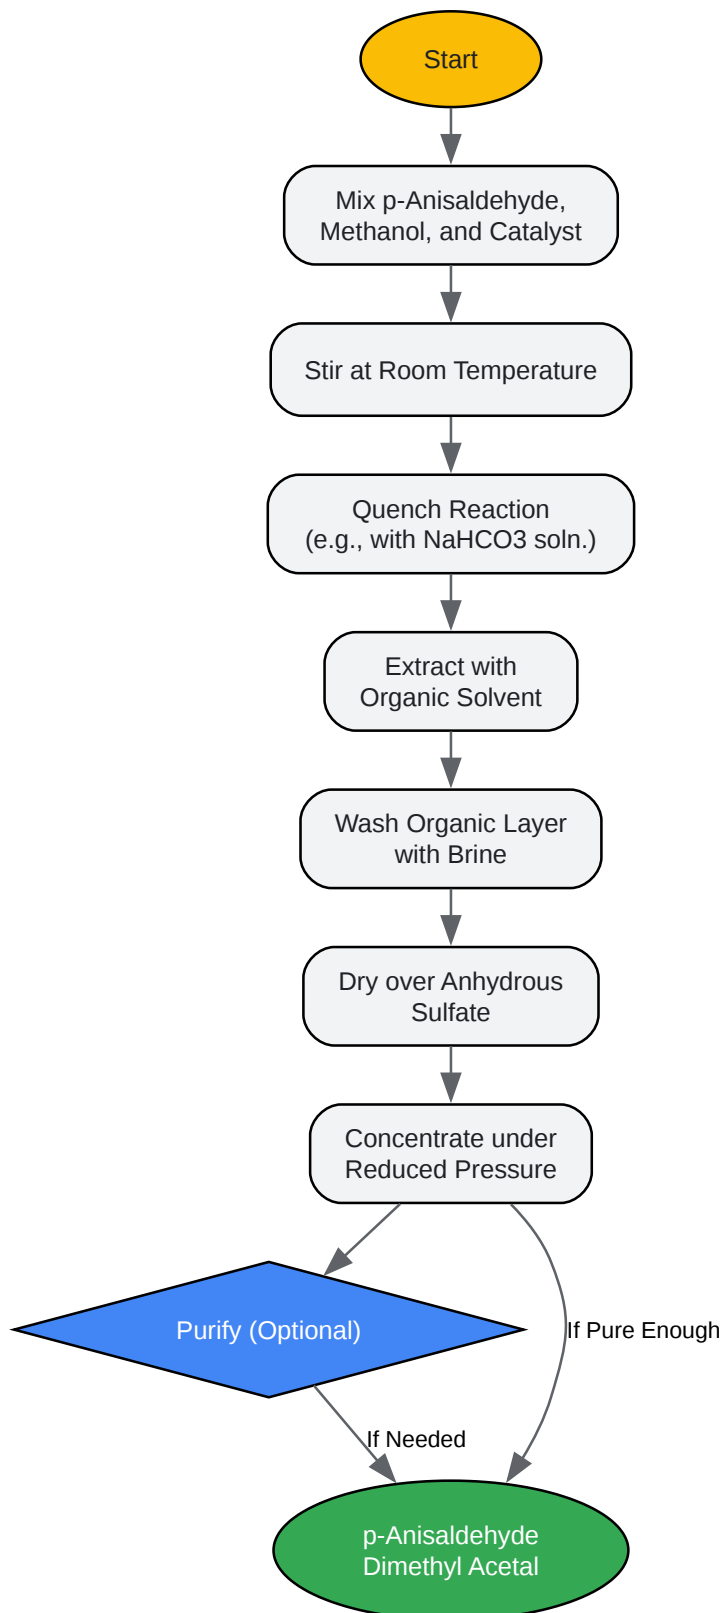 Start
Mix p-Anisaldehyde,
Methanol, and Catalyst
Stir at Room Temperature
Quench Reaction
(e.g., with NaHCO3 soln.)
Extract with
Organic Solvent
Wash Organic Layer
with Brine
Dry over Anhydrous
Sulfate
Concentrate under
Reduced Pressure
Purify (Optional)
If Pure Enough
If Needed
p-Anisaldehyde
Dimethyl Acetal